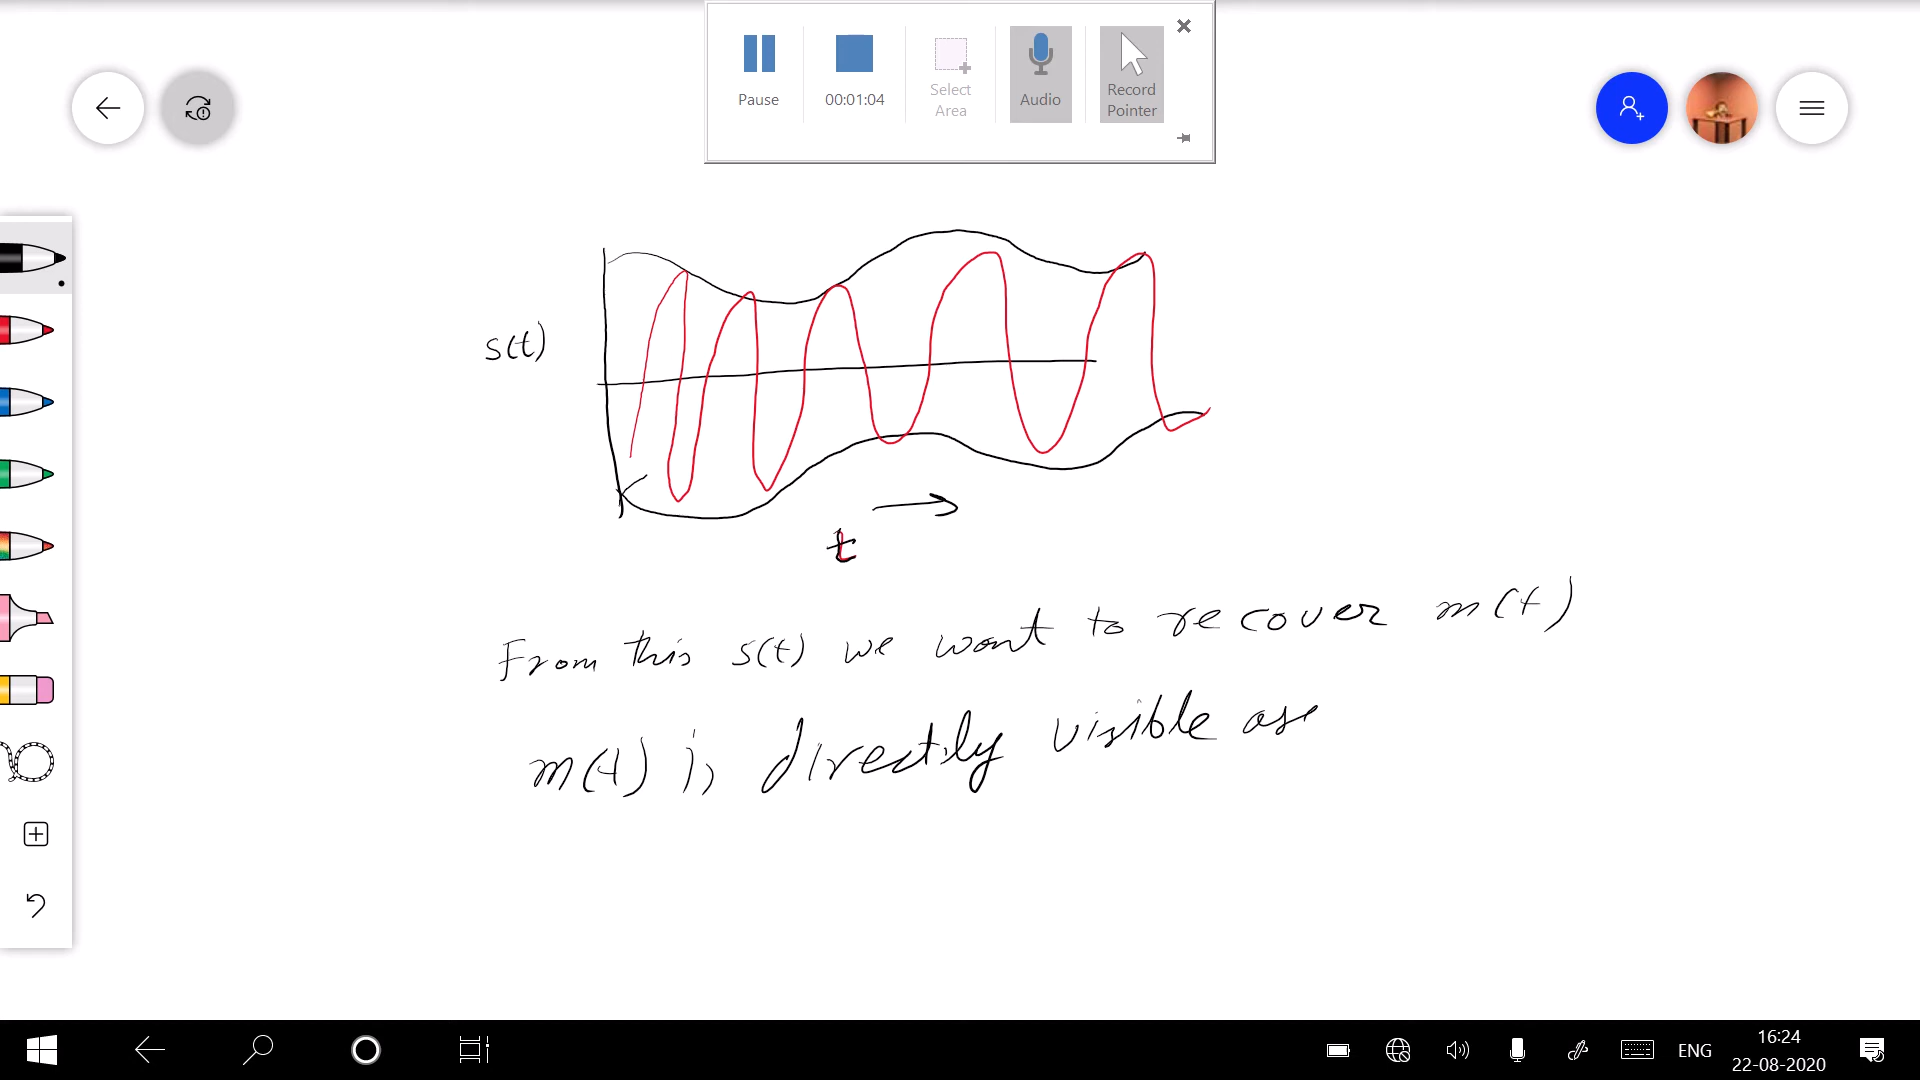 Pause
00:01:04
Select
Area
Audio
Record
Pointer
s(t)
t
From this s(t) we want to recover m(t)
m(t) is directly visible as
ENG
16:24
22-08-2020